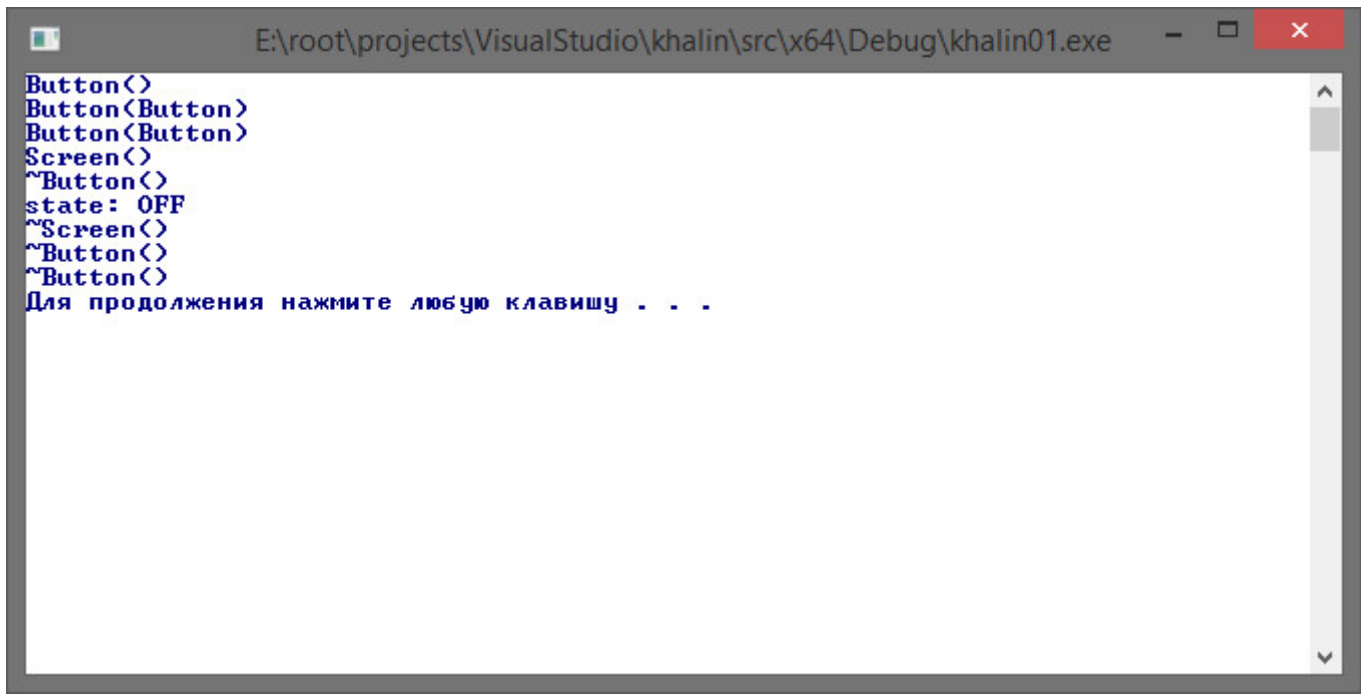 E:\root\projects\VisualStudio\khalin\src\x64\Debug\khalin01.exe
Button()
Button(Button)
Button(Button)
Screen()
~Button()
state: OFF
~Screen()
~Button()
~Button()
Для продолжения нажмите любую клавишу . . .